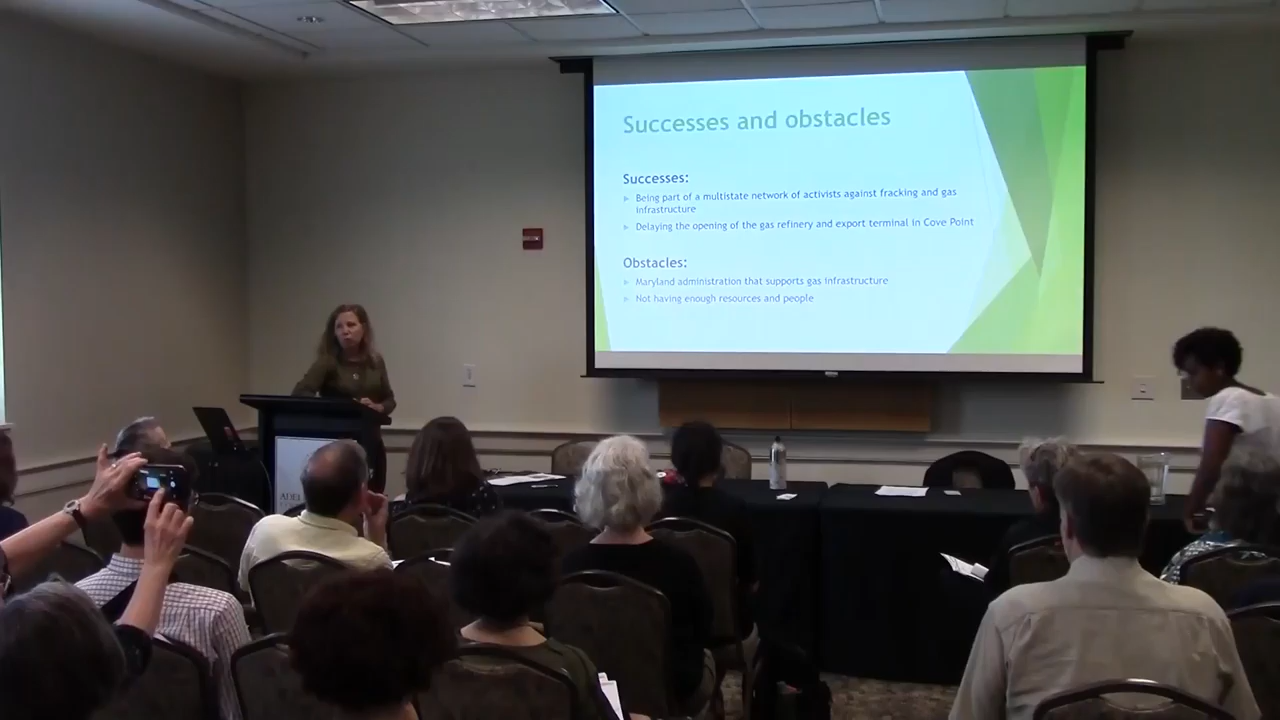 Successes and obstacles
Successes:
Being part of a multistate network of activists against fracking and gas
infrastructure
Delaying the opening of the gas refinery and export terminal in Cove Point
Obstacles:
Maryland administration that supports gas infrastructure
Not having enough resources and people